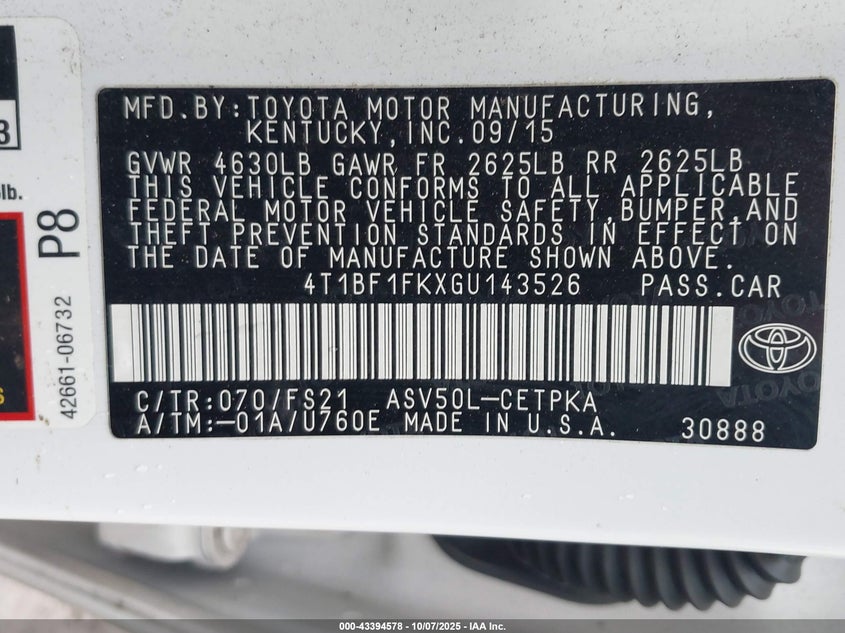 3
lb.
P8
42661-06732
MFD.BY:TOYOTA MOTOR MANUFACTURING,
KENTUCKY,INC.09/15
GVWR 4630LB GAWR FR 2625LB RR 2625LB
THIS VEHICLE CONFORMS TO ALL APPLICABLE
FEDERAL MOTOR VEHICLE SAFETY,BUMPER,AND
THEFT PREVENTION STANDARDS IN EFFECT ON
THE DATE OF MANUFACTURE SHOWN ABOVE.
4T1BF1FKXGU143526 PASS.CAR
C/TR:070/FS21 ASV50L-CETPKA
A/TM:-01A/U760E MADE IN U.S.A. 30888
TOYOTA
000-43394578 - 10/07/2025 - IAA Inc.